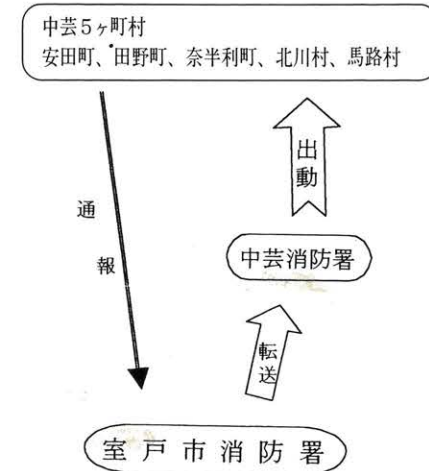 中芸5ヶ町村
安田町、田野町、奈半利町、北川村、馬路村
通報
出動
中芸消防署
転送
室戸市消防署